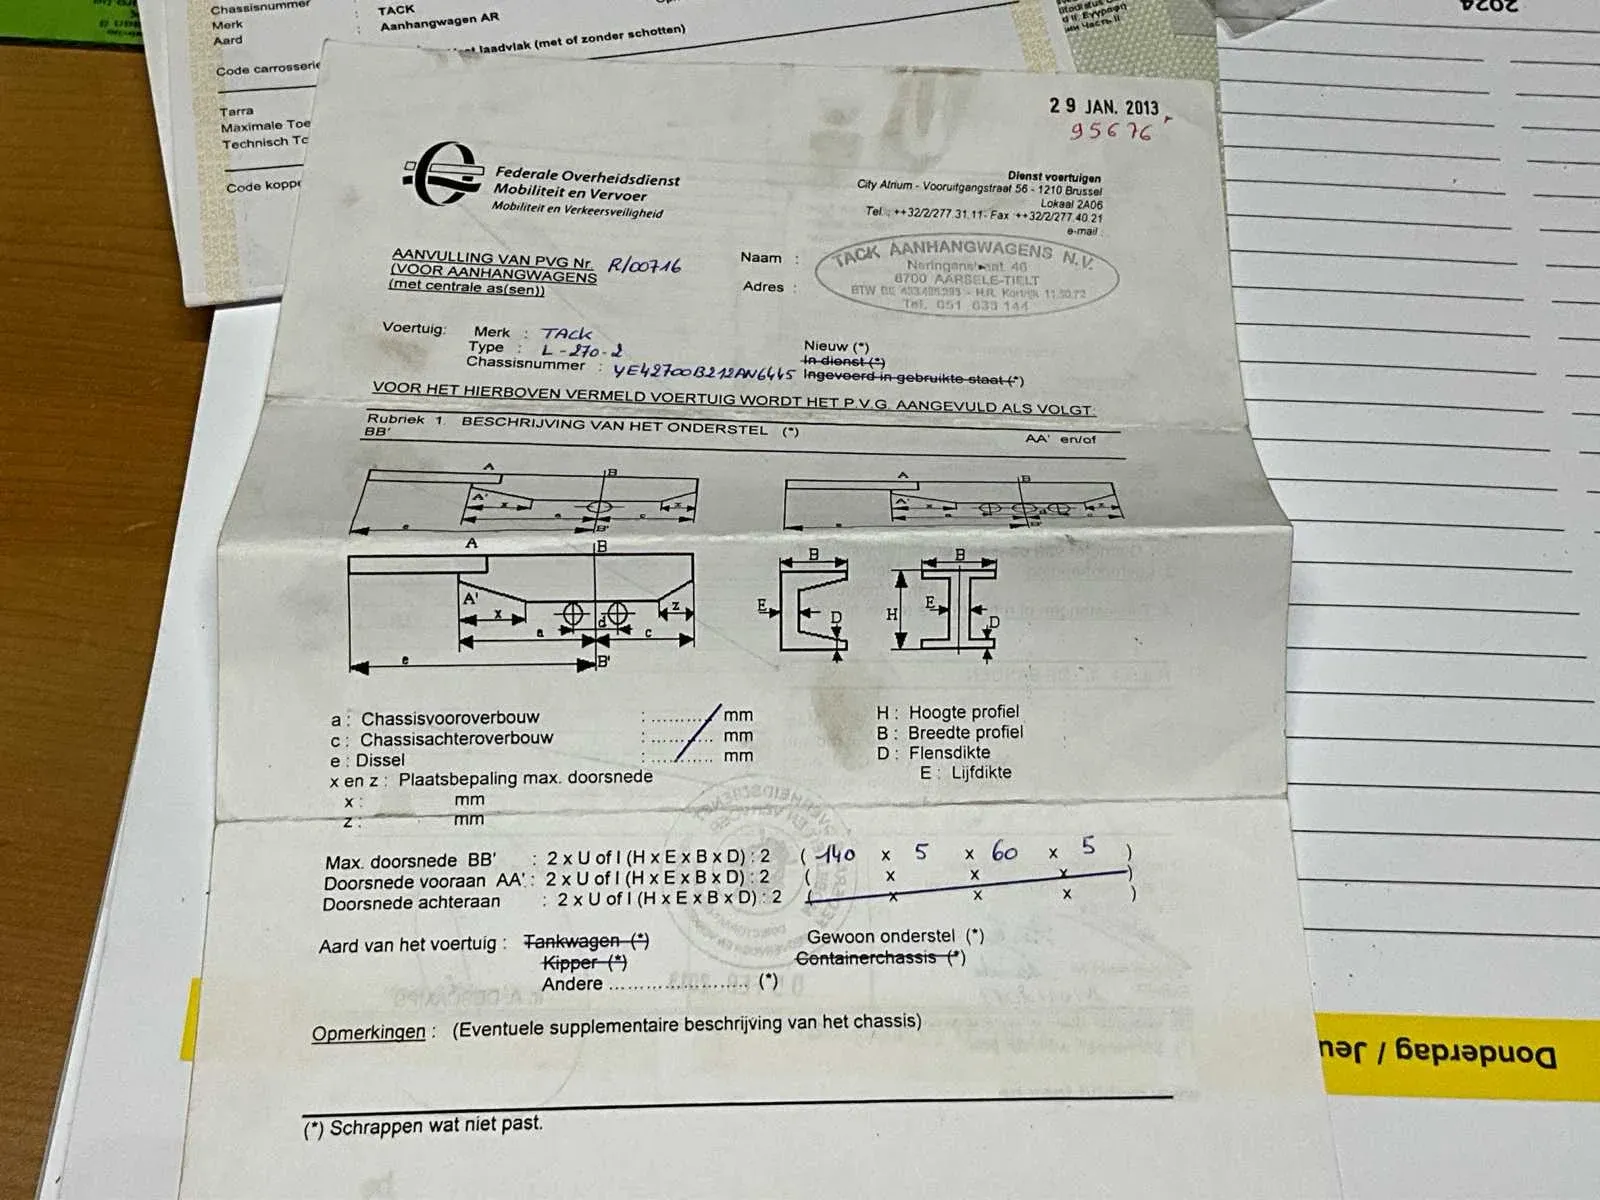 Chassisnummer :
Merk : TACK
Aard : Aanhangwagen AR
laadvlak (met of zonder schotten)
Code carrosserie
Tarra
Maximale Toe
Technisch To
Code koppe
2024
29 JAN. 2013
95676
Federale Overheidsdienst
Mobiliteit en Vervoer
Mobiliteit en Verkeersveiligheid
Dienst voertuigen
City Atrium - Vooruitgangstraat 56 - 1210 Brussel
Lokaal 2A06
Tel. : ++32/2/277.31.11- Fax :++32/2/277.40.21
e-mail :
AANVULLING VAN PVG Nr. R/00716
(VOOR AANHANGWAGENS
(met centrale as(sen))
Naam :
Adres :
TACK AANHANGWAGENS N.V.
Neringenstraat 46
8700 AARSELE-TIELT
Tel. 051 633 144
Voertuig: Merk : TACK
Type : L-270-2
Chassisnummer : YE42700B212AN6445
Nieuw (*)
In dienst (*)
Ingevoerd in gebruikte staat (*)
VOOR HET HIERBOVEN VERMELD VOERTUIG WORDT HET P.V.G. AANGEVULD ALS VOLGT:
Rubriek 1. BESCHRIJVING VAN HET ONDERSTEL (*) AA' en/of
BB'
A B
A' x
e a c x
B'
A B
A' x
e a d c x
B'
A B
A' x z
a d c
e B'
B
E D
B
H E D
a : Chassisvooroverbouw : .......... mm
c : Chassisachteroverbouw : .......... mm
e : Dissel : .......... mm
x en z : Plaatsbepaling max. doorsnede
x : mm
z : mm
H : Hoogte profiel
B : Breedte profiel
D : Flensdikte
E : Lijfdikte
Max. doorsnede BB' : 2 x U of I (H x E x B x D) : 2 (140 x 5 x 60 x 5 )
Doorsnede vooraan AA' : 2 x U of I (H x E x B x D) : 2 ( x x x )
Doorsnede achteraan : 2 x U of I (H x E x B x D) : 2 ( x x x )
Aard van het voertuig : Tankwagen (*) Gewoon onderstel (*)
Kipper (*) Containerchassis (*)
Andere ........................ (*)
Opmerkingen : (Eventuele supplementaire beschrijving van het chassis)
(*) Schrappen wat niet past.
Donderdag / Jeu